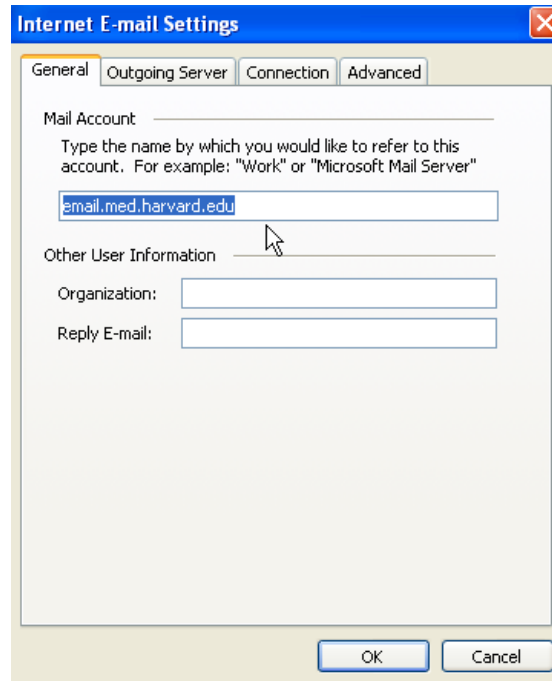 Internet E-mail Settings
General Outgoing Server Connection Advanced
Mail Account
Type the name by which you would like to refer to this
account. For example: "Work" or "Microsoft Mail Server"
email.med.harvard.edu
Other User Information
Organization:
Reply E-mail:
OK Cancel